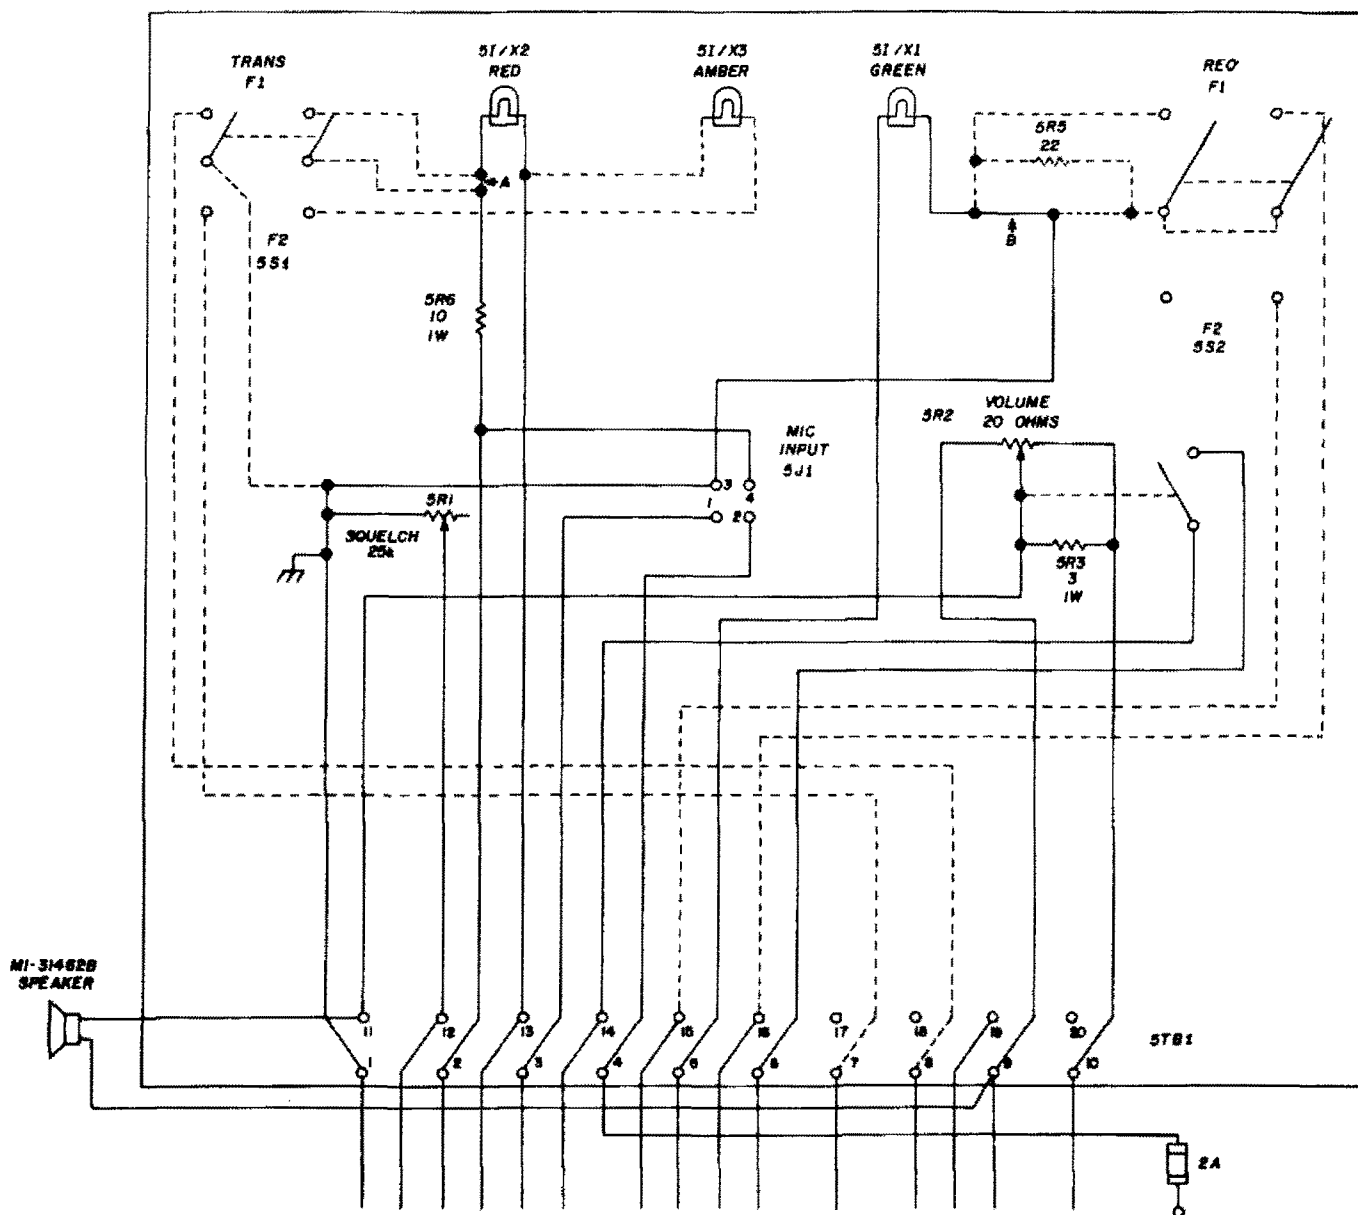 TRANS
F1
5I/X2
RED
5I/X3
AMBER
5I/X1
GREEN
REC
F1
5R5
22
A
B
F2
5S1
5R6
10
1W
F2
5S2
5R2
VOLUME
20 OHMS
MIC
INPUT
5J1
3
4
1
2
5R1
SQUELCH
25k
5R3
3
1W
MI-31462B
SPEAKER
11
12
13
14
15
16
17
18
19
20
5TB1
1
2
3
4
5
6
7
8
9
10
2A